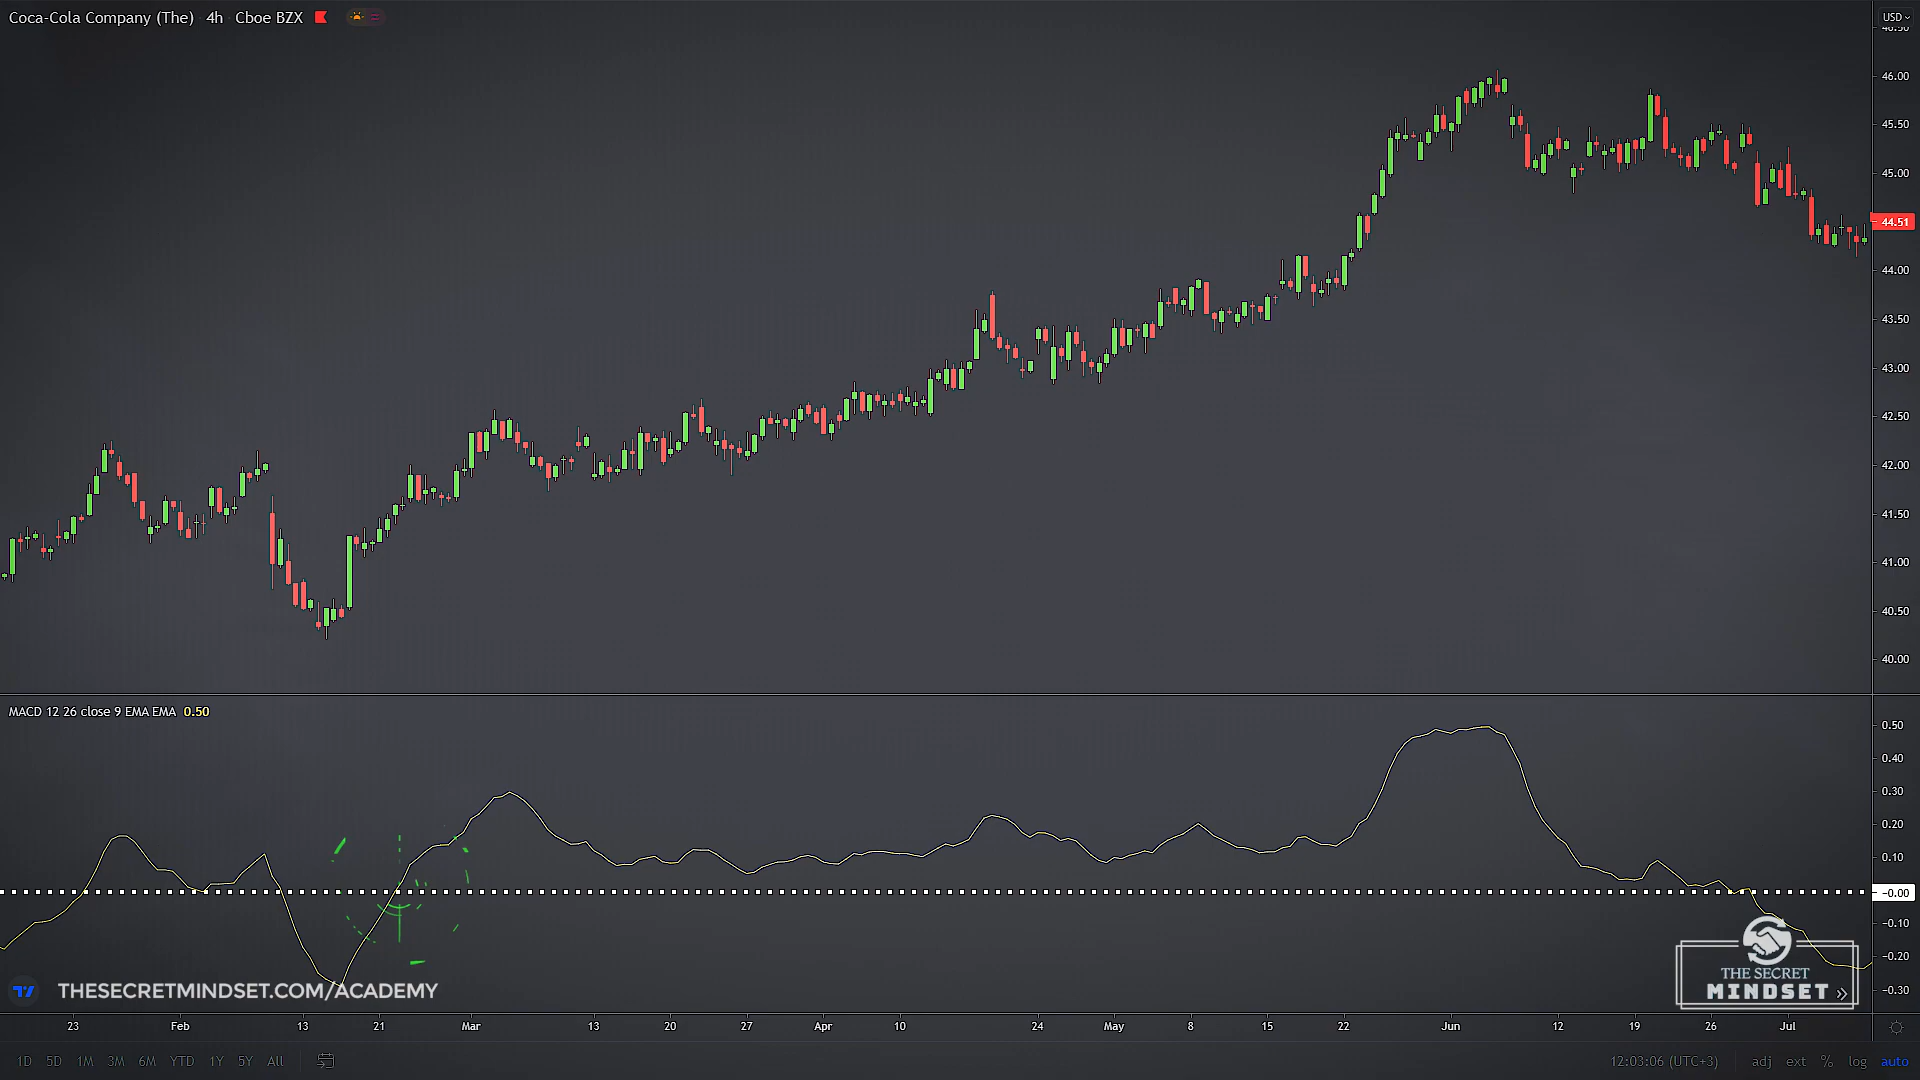 Coca-Cola Company (The) 4h Cboe BZX
USD
46.50
46.00
45.50
45.00
44.51
44.00
43.50
43.00
42.50
42.00
41.50
41.00
40.50
40.00
MACD 12 26 close 9 EMA EMA 0.50
0.50
0.40
0.30
0.20
0.10
−0.00
−0.10
−0.20
−0.30
THESECRETMINDSET.COM/ACADEMY
THE SECRET
MINDSET
23 Feb 13 21 Mar 13 20 27 Apr 10 24 May 8 15 22 Jun 12 19 26 Jul
1D 5D 1M 3M 6M YTD 1Y 5Y All
12:03:06 (UTC+3) adj ext % log auto